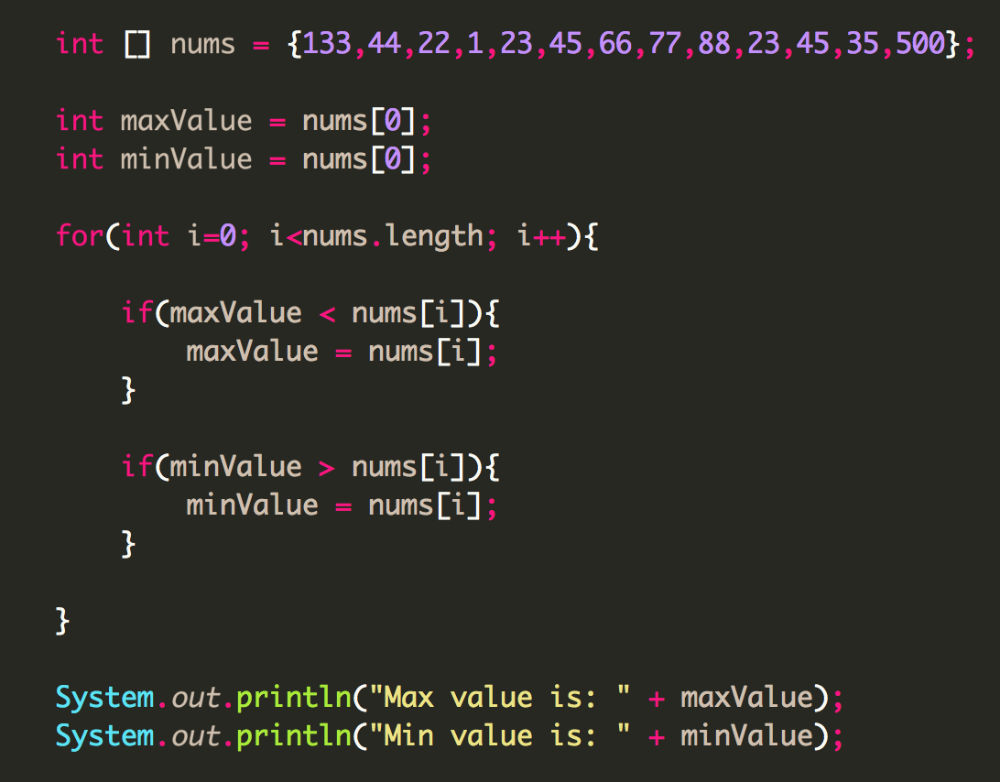 int [] nums = {133,44,22,1,23,45,66,77,88,23,45,35,500};
int maxValue = nums[0];
int minValue = nums[0];
for(int i=0; i<nums.length; i++){
if(maxValue < nums[i]){
maxValue = nums[i];
}
if(minValue > nums[i]){
minValue = nums[i];
}
}
System.out.println("Max value is: " + maxValue);
System.out.println("Min value is: " + minValue);